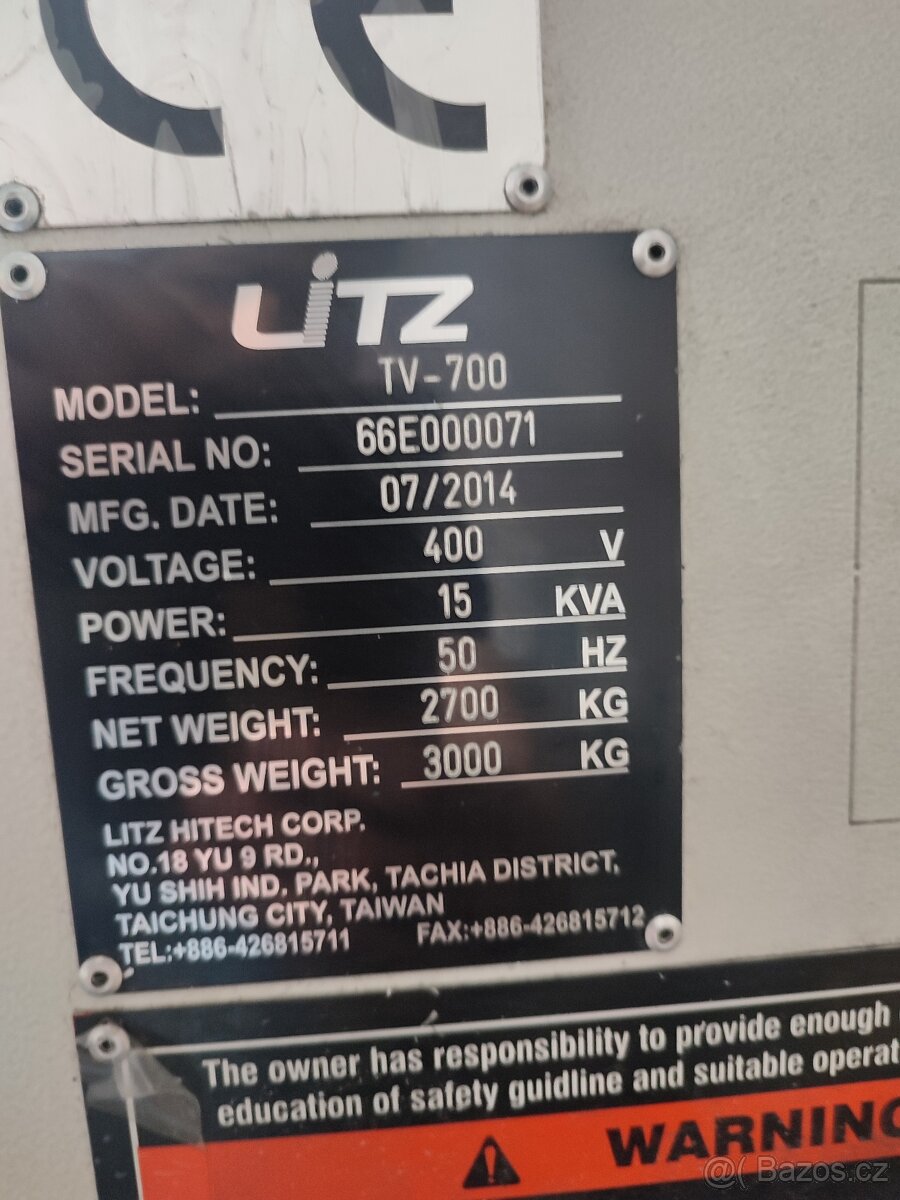 CE
LiTZ
MODEL: TV-700
SERIAL NO: 66E000071
MFG. DATE: 07/2014
VOLTAGE: 400 V
POWER: 15 KVA
FREQUENCY: 50 HZ
NET WEIGHT: 2700 KG
GROSS WEIGHT: 3000 KG
LITZ HITECH CORP.
NO.18 YU 9 RD.,
YU SHIH IND. PARK, TACHIA DISTRICT,
TAICHUNG CITY, TAIWAN
TEL:+886-426815711 FAX:+886-426815712
The owner has responsibility to provide enough
education of safety guidline and suitable operat
WARNING
@( Bazos.cz